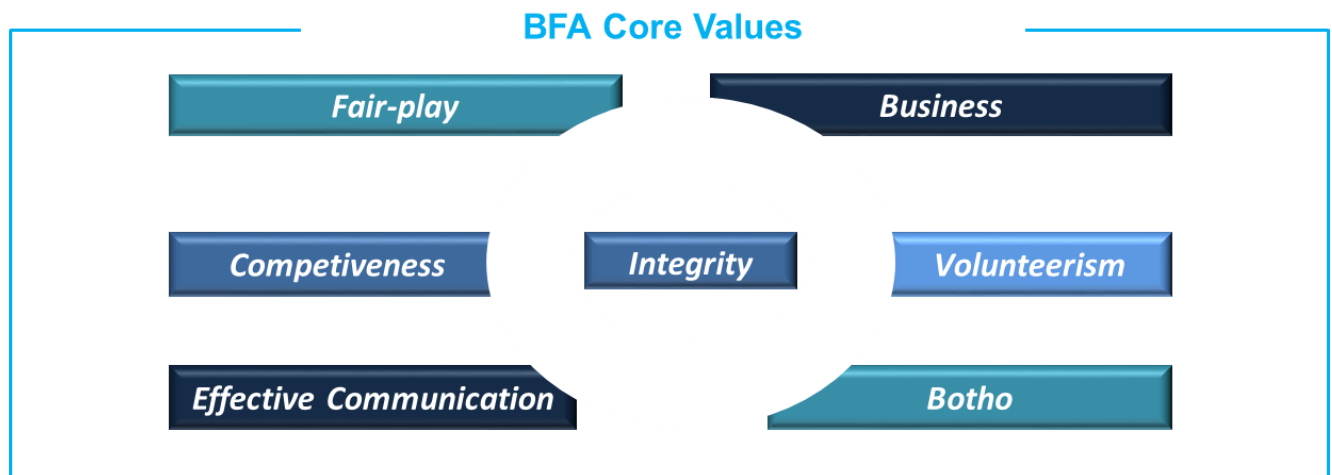 BFA Core Values
Fair-play
Business
Competiveness
Integrity
Volunteerism
Effective Communication
Botho